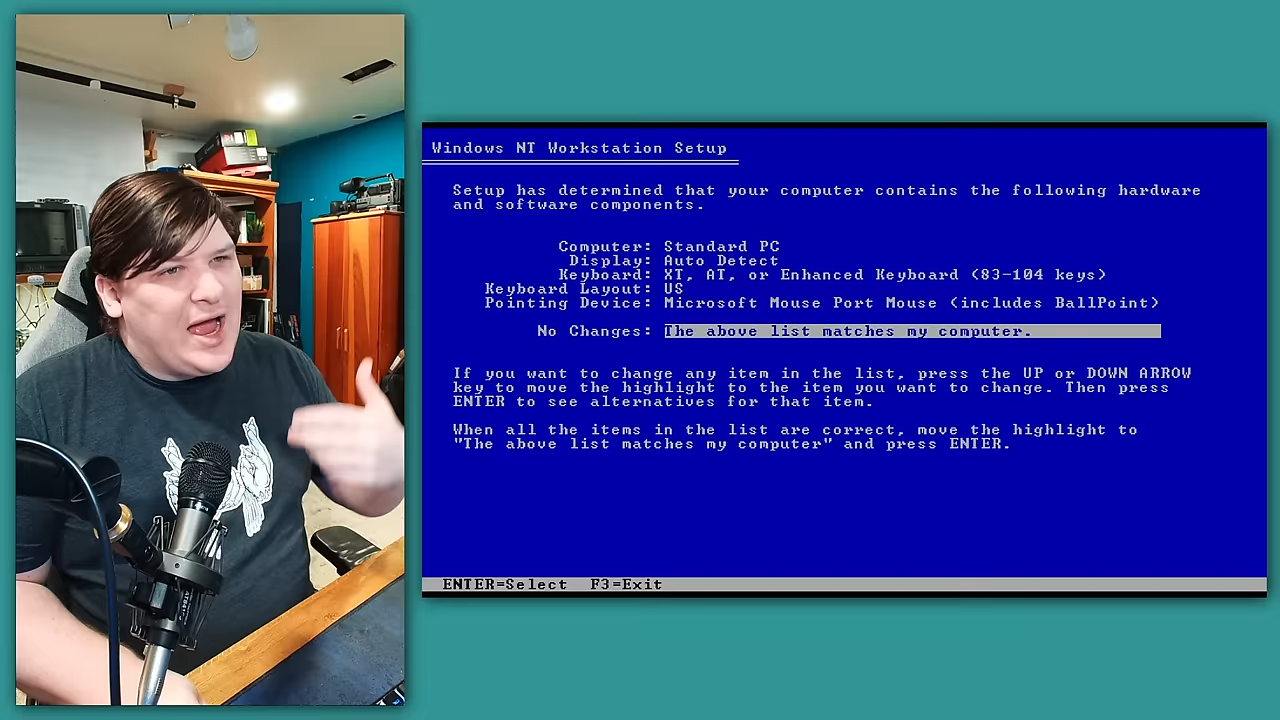 Windows NT Workstation Setup
Setup has determined that your computer contains the following hardware
and software components.
Computer: Standard PC
Display: Auto Detect
Keyboard: XT, AT, or Enhanced Keyboard (83-104 keys)
Keyboard Layout: US
Pointing Device: Microsoft Mouse Port Mouse (includes BallPoint)
No Changes: The above list matches my computer.
If you want to change any item in the list, press the UP or DOWN ARROW
key to move the highlight to the item you want to change. Then press
ENTER to see alternatives for that item.
When all the items in the list are correct, move the highlight to
"The above list matches my computer" and press ENTER.
ENTER=Select F3=Exit